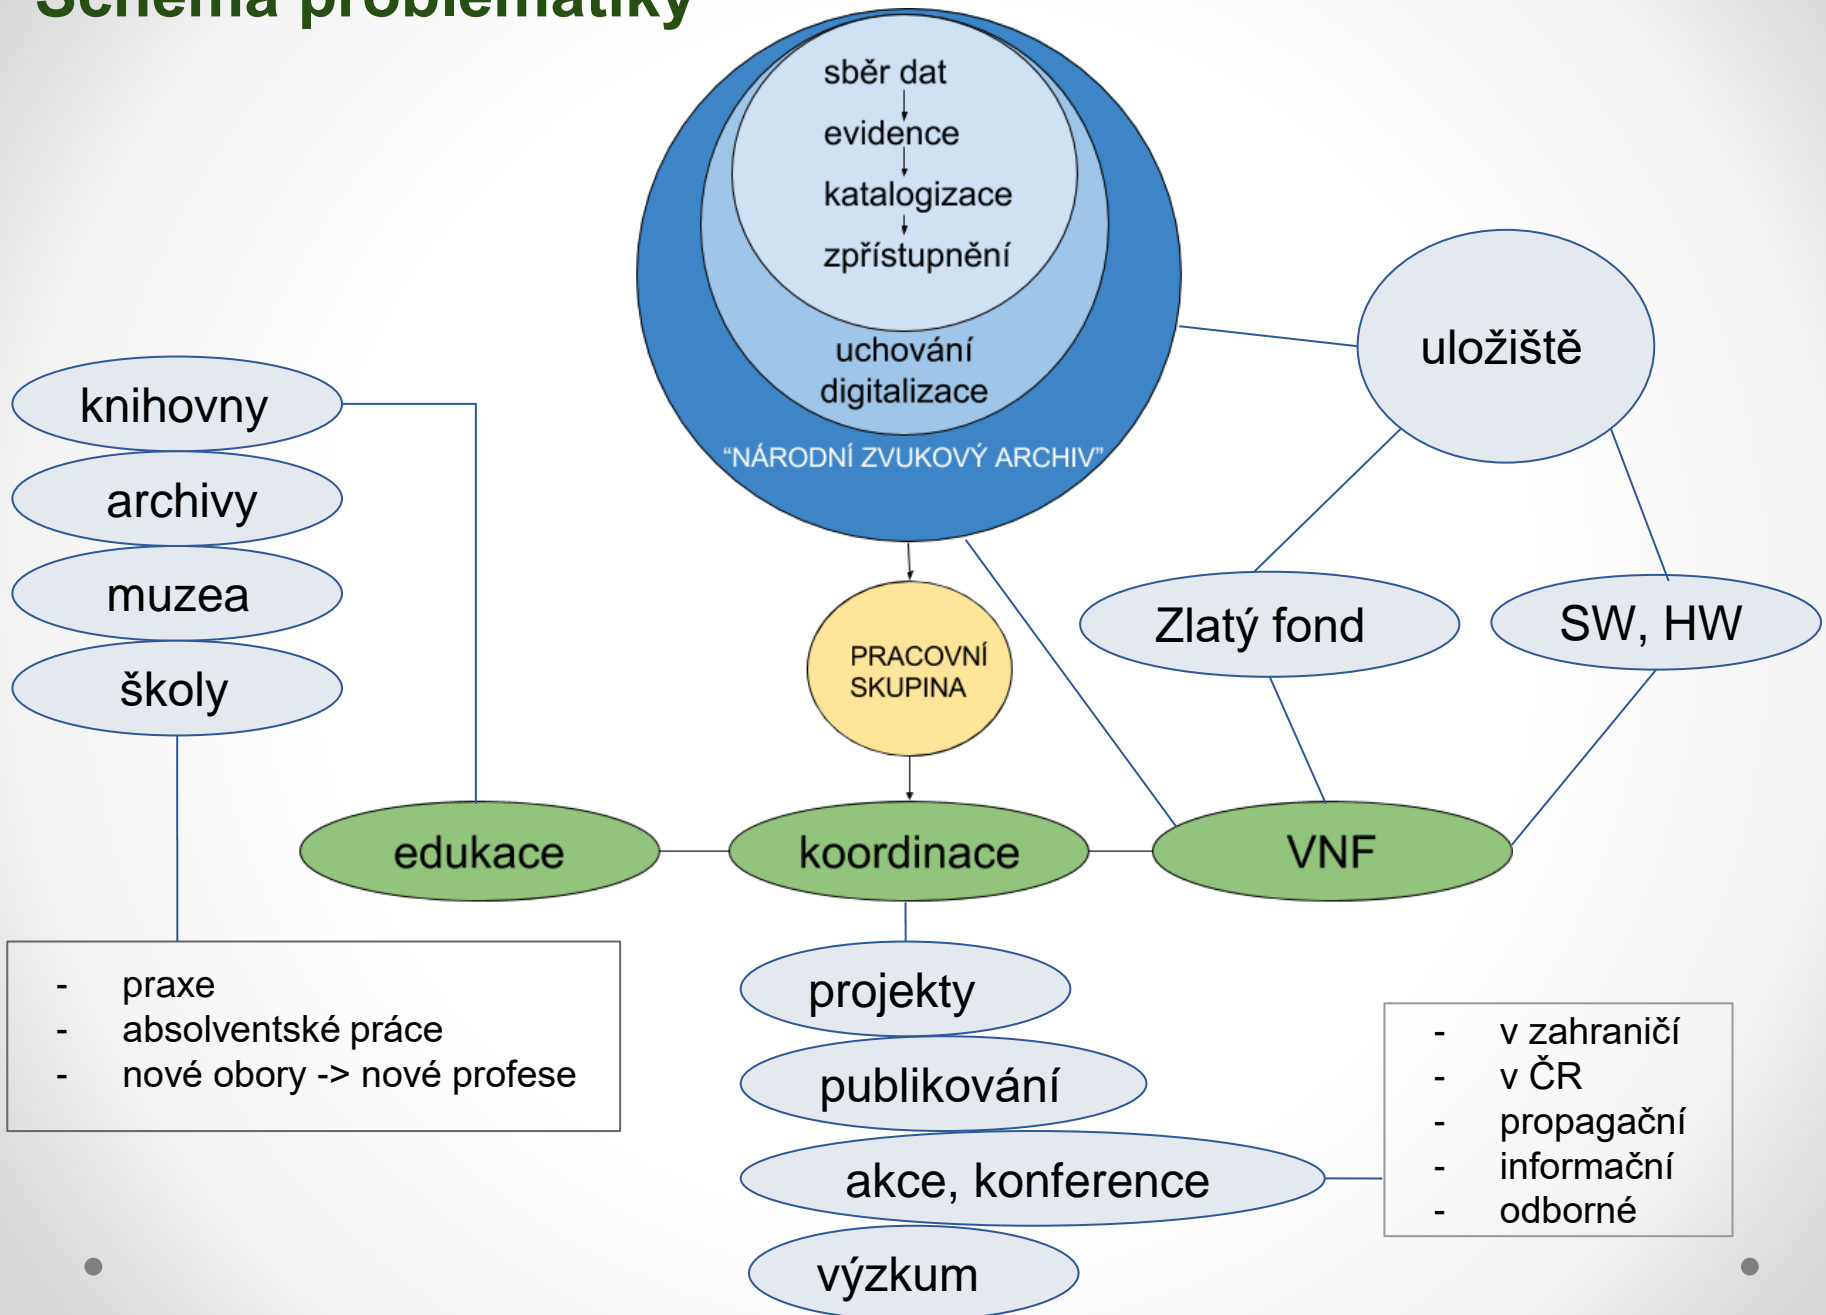 Schéma problematiky
sběr dat
evidence
katalogizace
zpřístupnění
uchování
digitalizace
“NÁRODNÍ ZVUKOVÝ ARCHIV”
uložiště
knihovny
archivy
muzea
školy
PRACOVNÍ
SKUPINA
Zlatý fond
SW, HW
edukace
koordinace
VNF
- praxe
- absolventské práce
- nové obory -> nové profese
projekty
publikování
akce, konference
výzkum
- v zahraničí
- v ČR
- propagační
- informační
- odborné